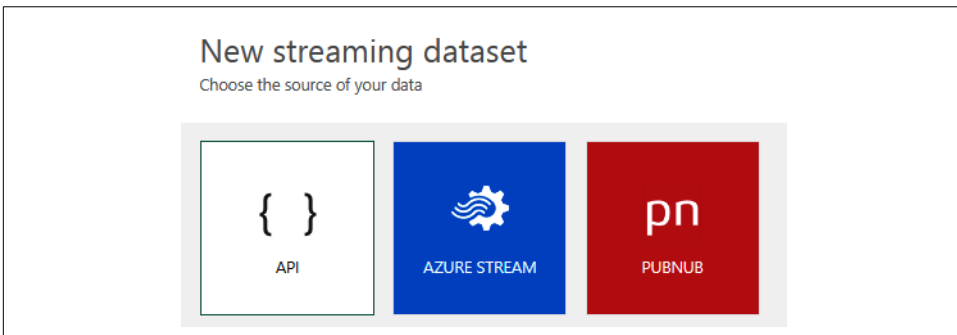 New streaming dataset
Choose the source of your data
{ }
pn
API
AZURE STREAM
PUBNUB